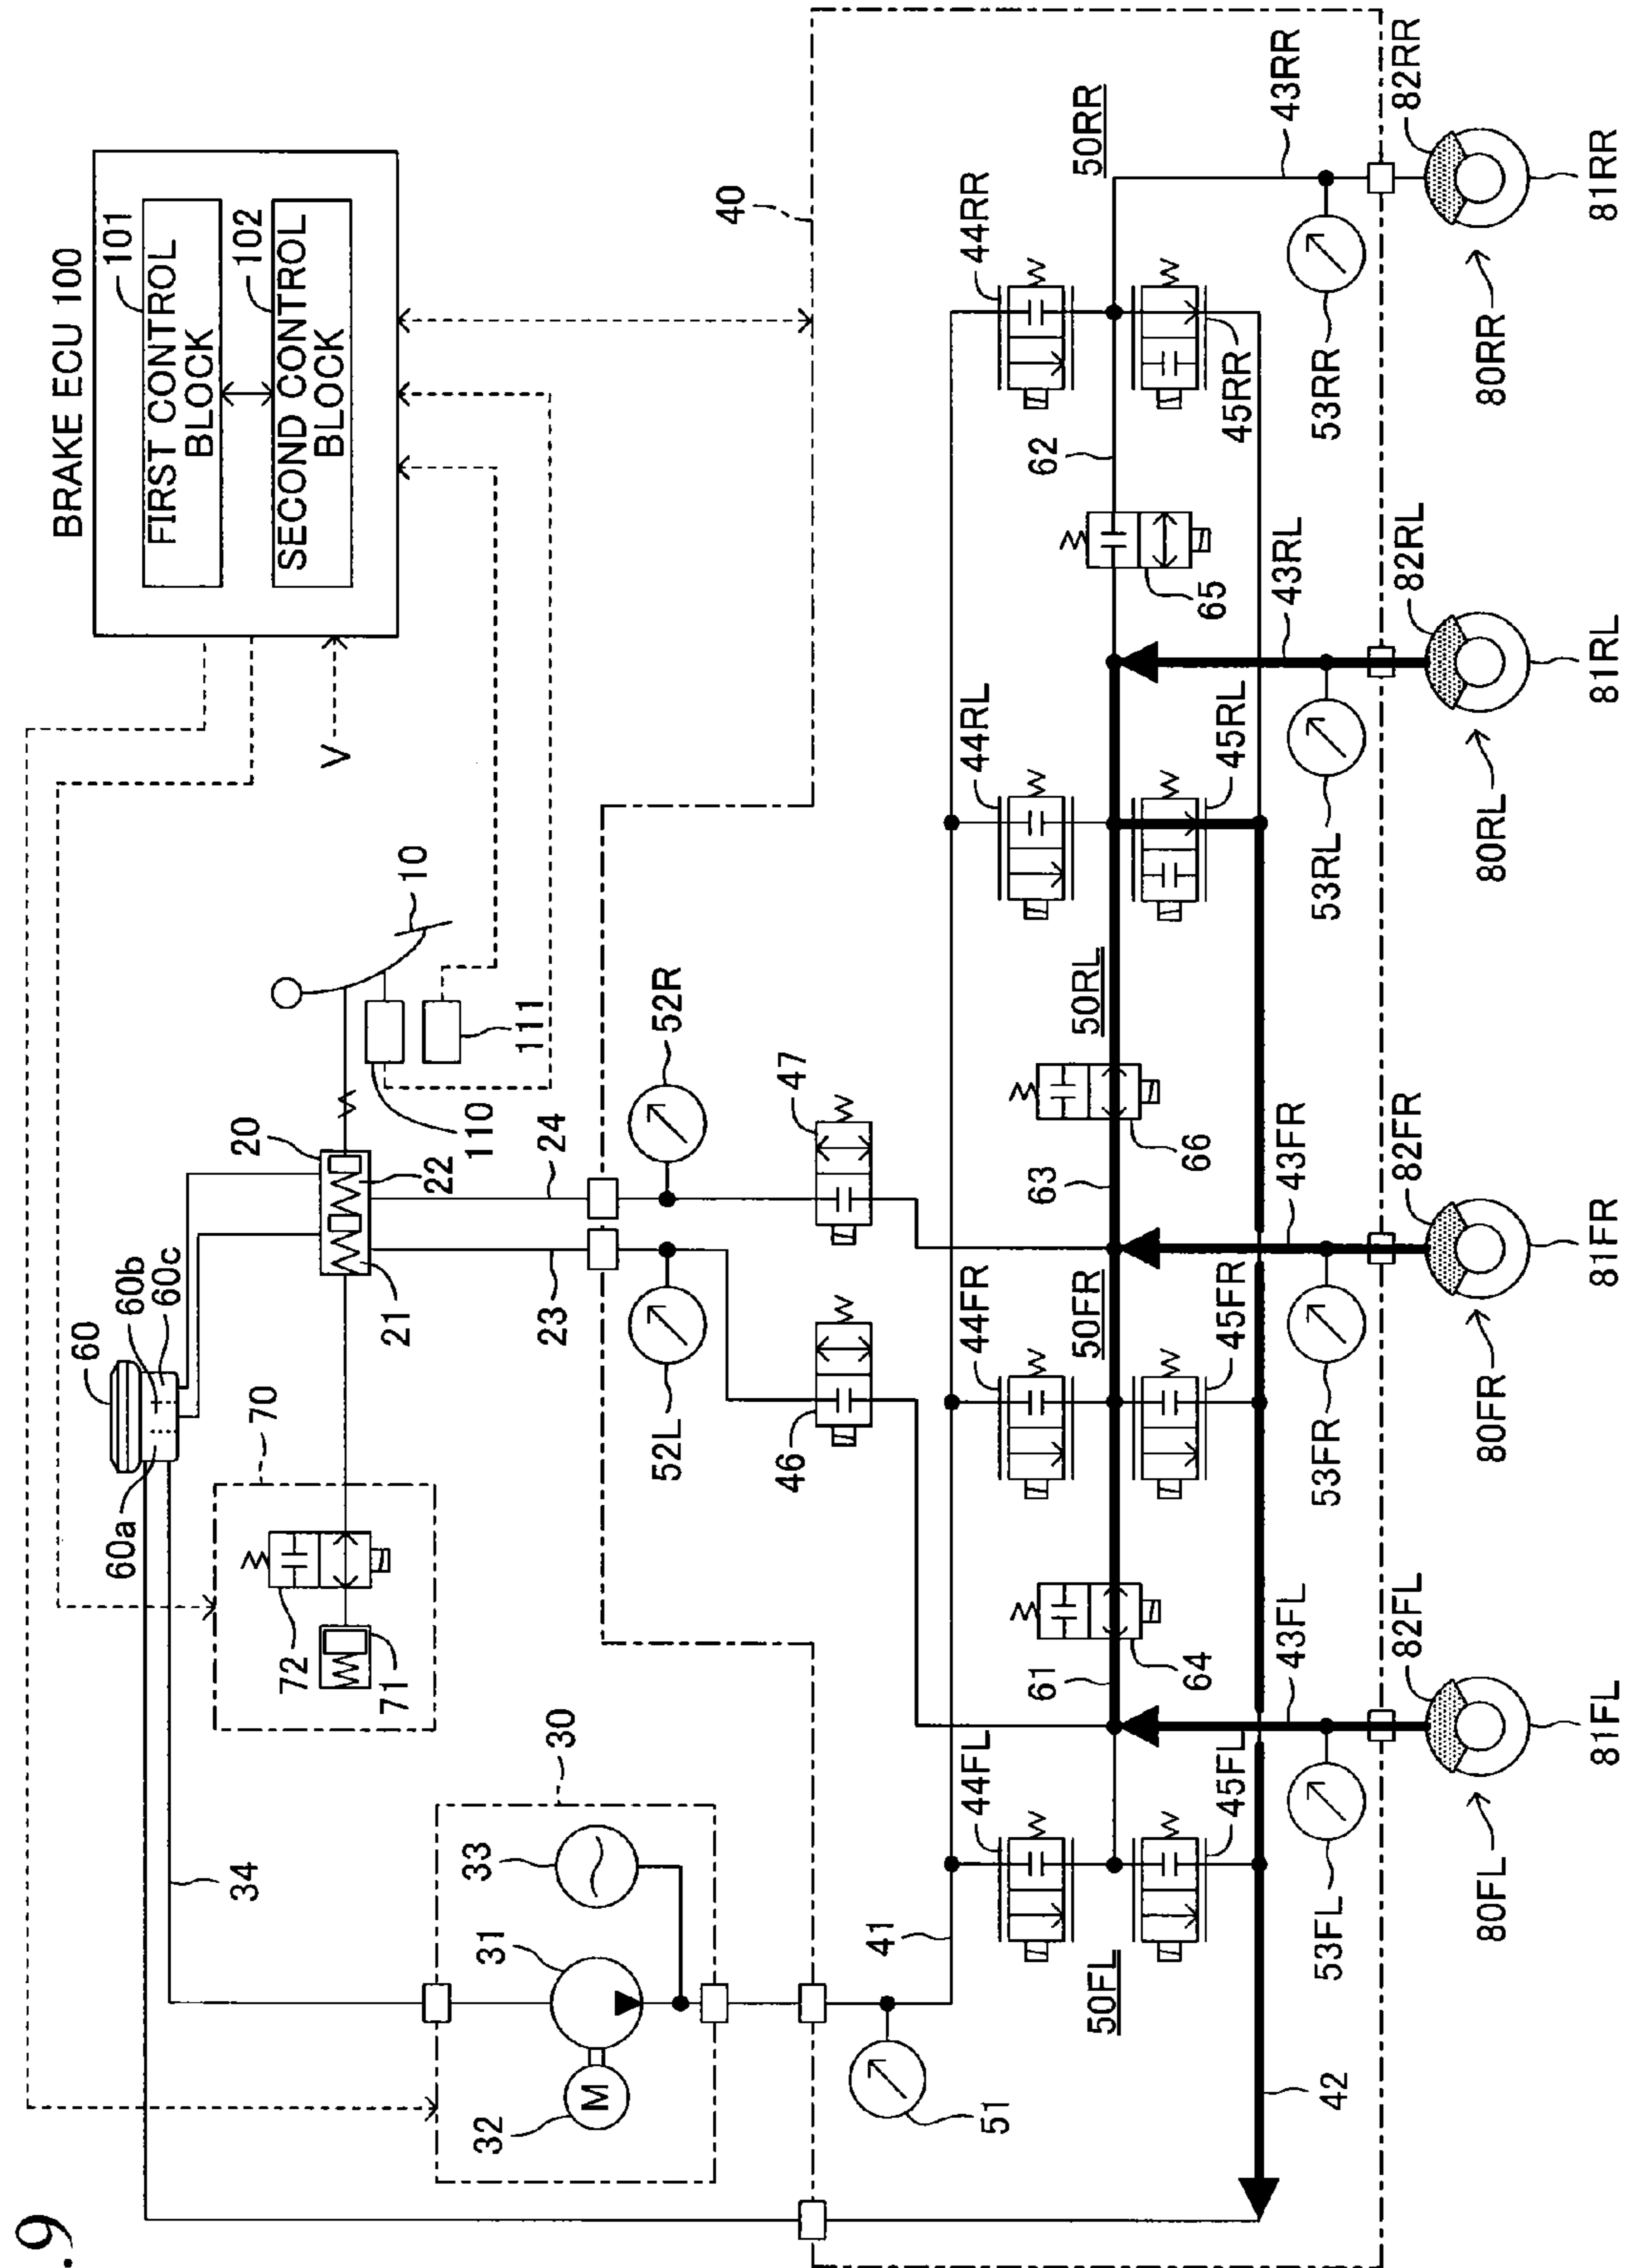 .9
BRAKE ECU 100
FIRST CONTROL
BLOCK
101
SECOND CONTROL
BLOCK
102
V
10
111
110
20
22
21
24
23
60
60b
60c
60a
70
72
71
34
30
33
31
32
M
40
52R
52L
47
46
51
41
42
44FL
44FR
44RL
44RR
45FL
45FR
45RL
45RR
50FL
50FR
50RL
50RR
61
64
63
66
62
65
43FL
43FR
43RL
43RR
53FL
53FR
53RL
53RR
82FL
82FR
82RL
82RR
80FL
80FR
80RL
80RR
81FL
81FR
81RL
81RR